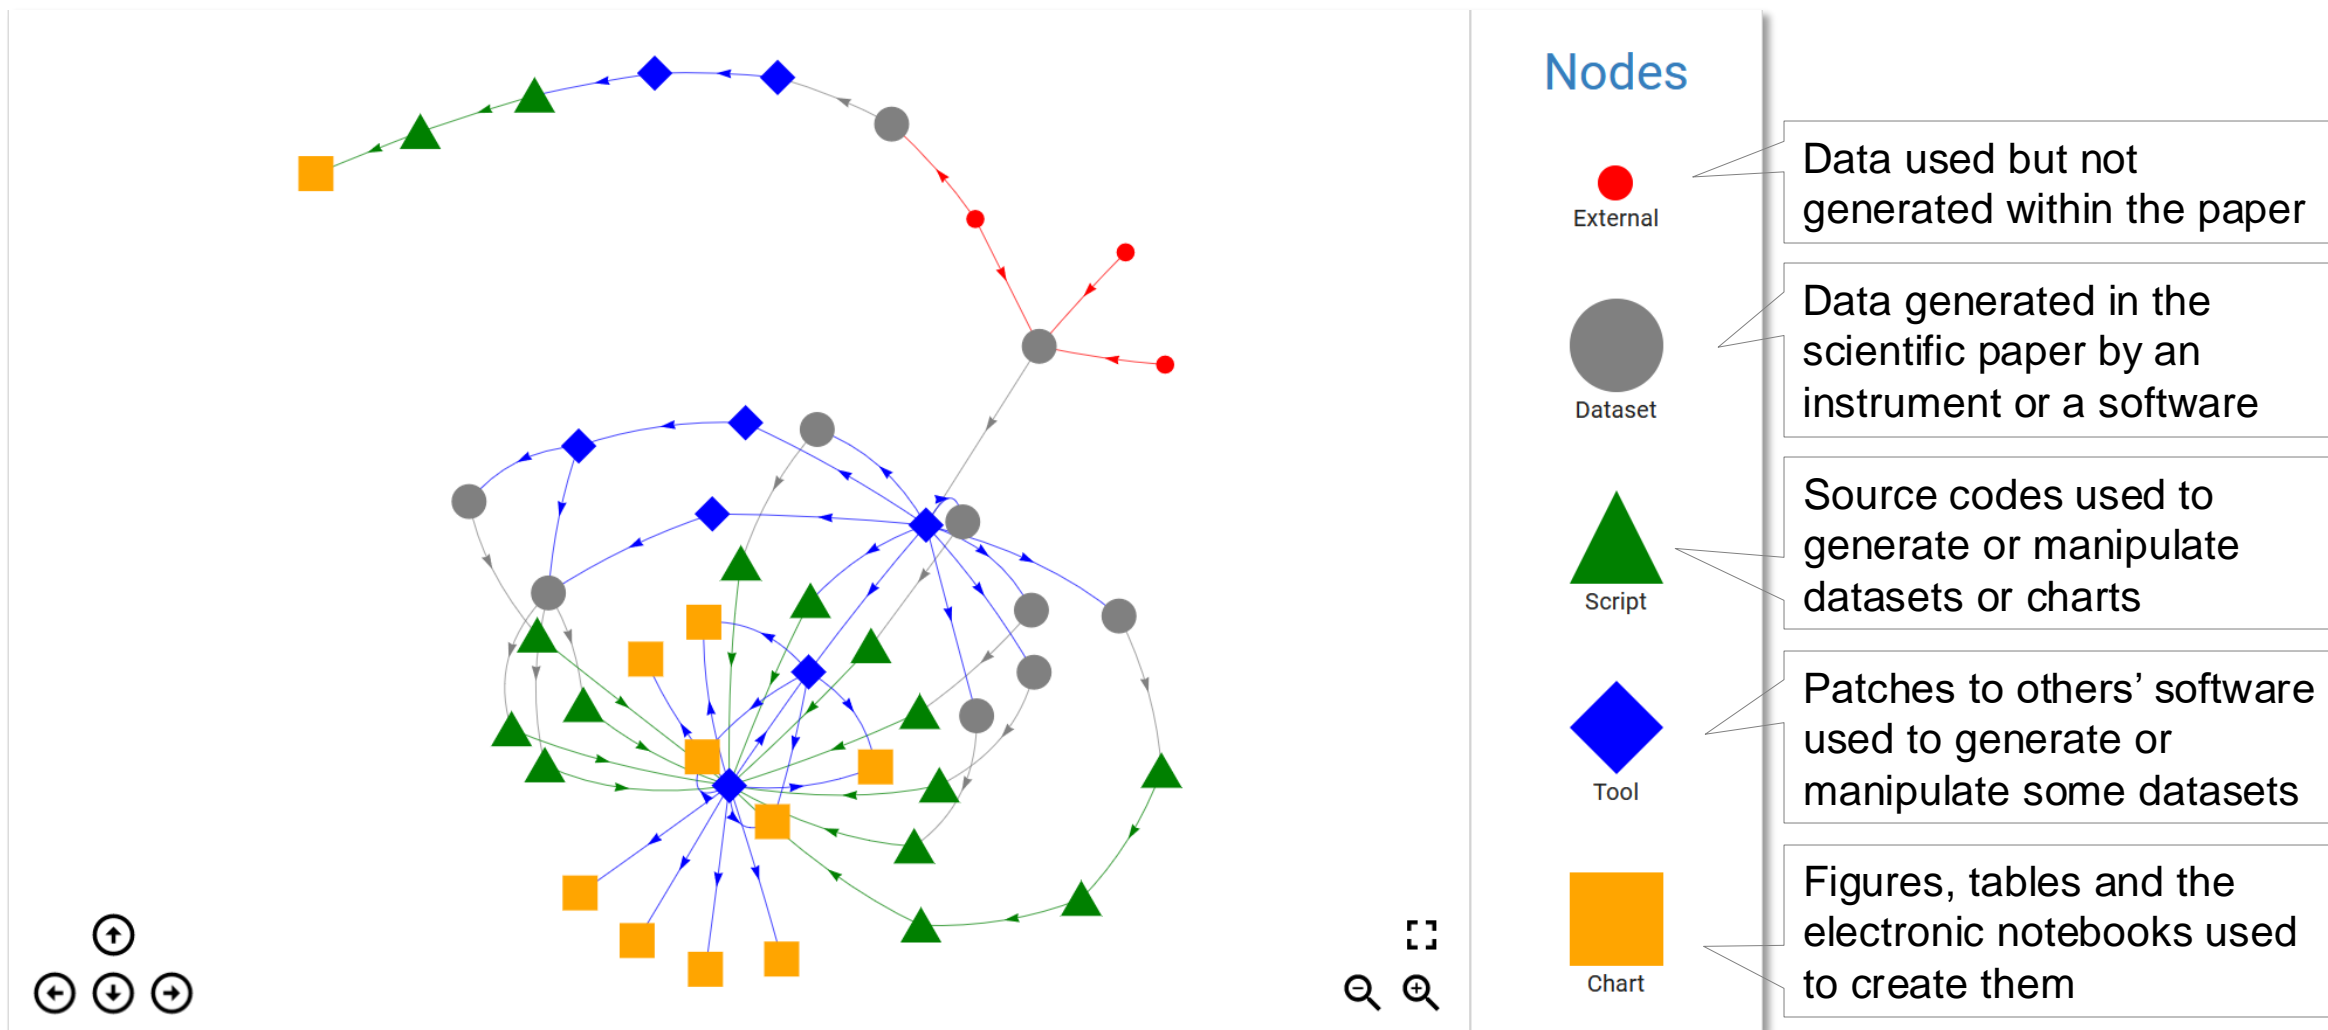 Nodes
External
Data used but not
generated within the paper
Dataset
Data generated in the
scientific paper by an
instrument or a software
Script
Source codes used to
generate or manipulate
datasets or charts
Tool
Patches to others’ software
used to generate or
manipulate some datasets
Chart
Figures, tables and the
electronic notebooks used
to create them